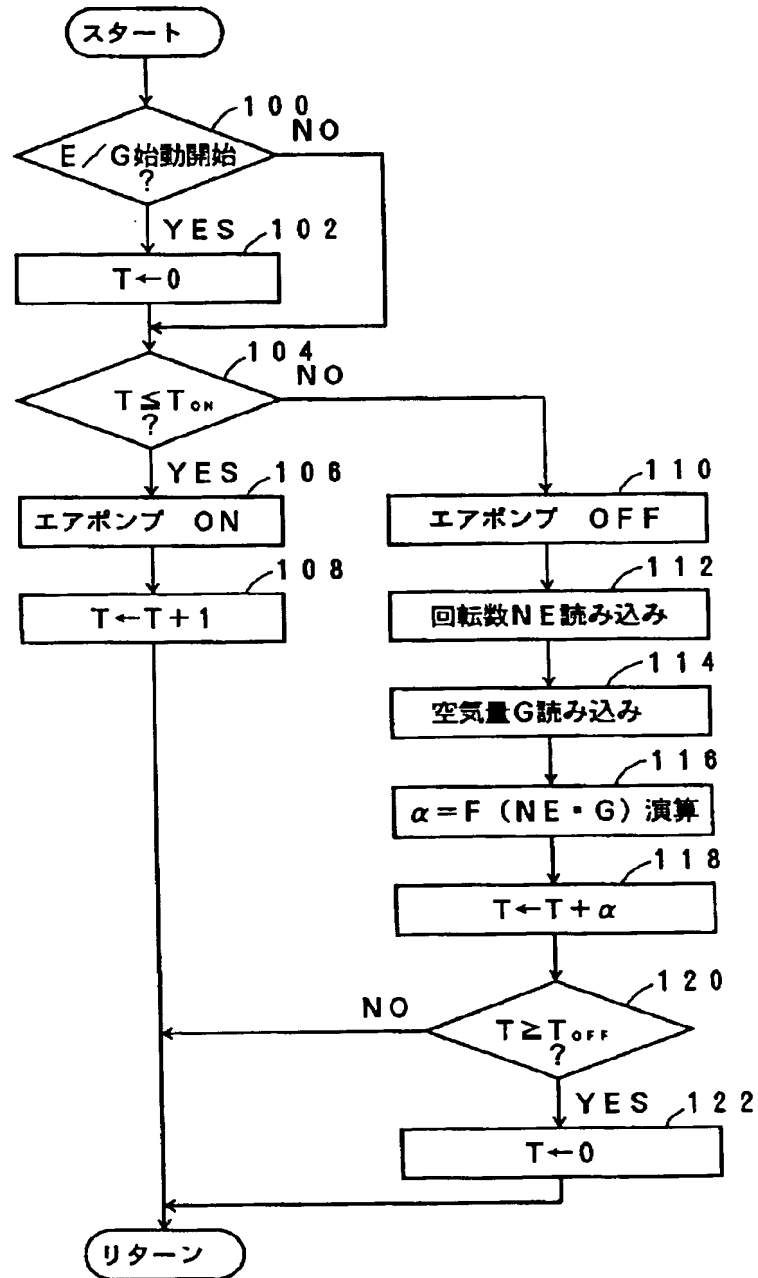 スタート
100
E/G始動開始
?
NO
YES
102
T←0
104
T≦TON
?
NO
YES
106
エアポンプ ON
108
T←T+1
110
エアポンプ OFF
112
回転数NE読み込み
114
空気量G読み込み
116
α=F(NE・G)演算
118
T←T+α
120
T≧TOFF
?
NO
YES
122
T←0
リターン